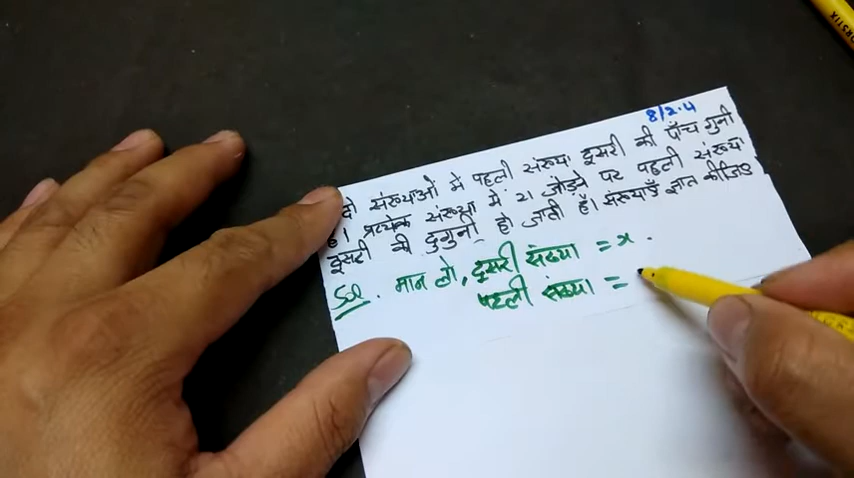 8/2.4
दो संख्याओं में पहली संख्या दूसरी की पाँच गुनी
है। प्रत्येक संख्या में 21 जोड़ने पर पहली संख्या
दूसरी की दुगुनी हो जाती है। संख्याएँ ज्ञात कीजिए
Sol. मान लो, दूसरी संख्या = x.
पहली संख्या =